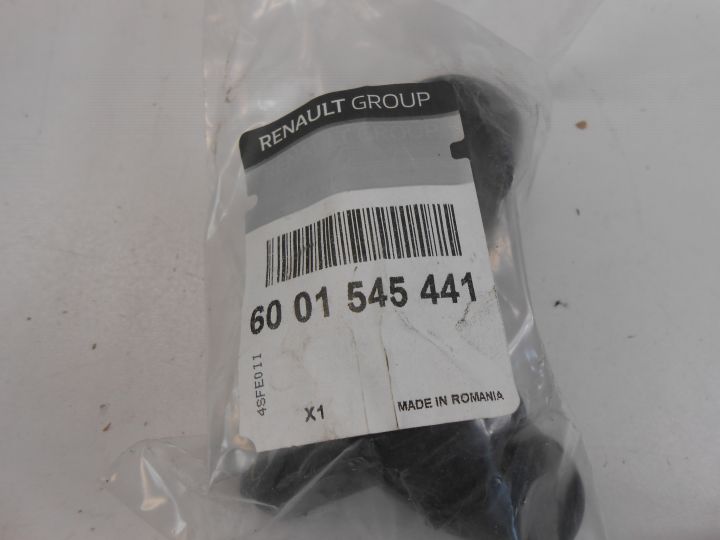 RENAULT GROUP
60 01 545 441
4SFE011
X1
MADE IN ROMANIA